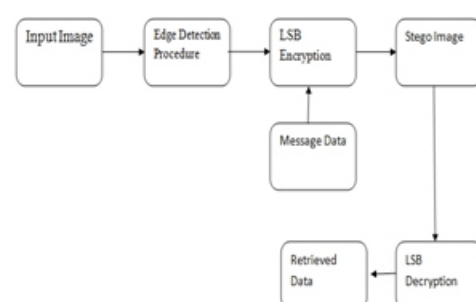 Input Image
Edge Detection
Procedure
LSB
Encryption
Stego Image
Message Data
Retrieved
Data
LSB
Decryption